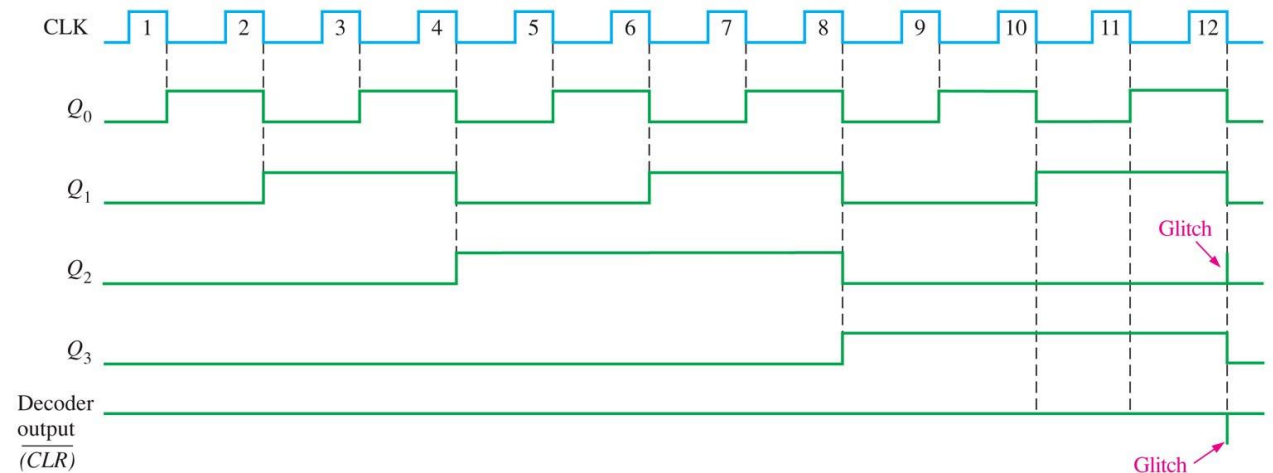 CLK 1 2 3 4 5 6 7 8 9 10 11 12
Q0
Q1
Glitch
Q2
Q3
Decoder
output
(CLR)
Glitch